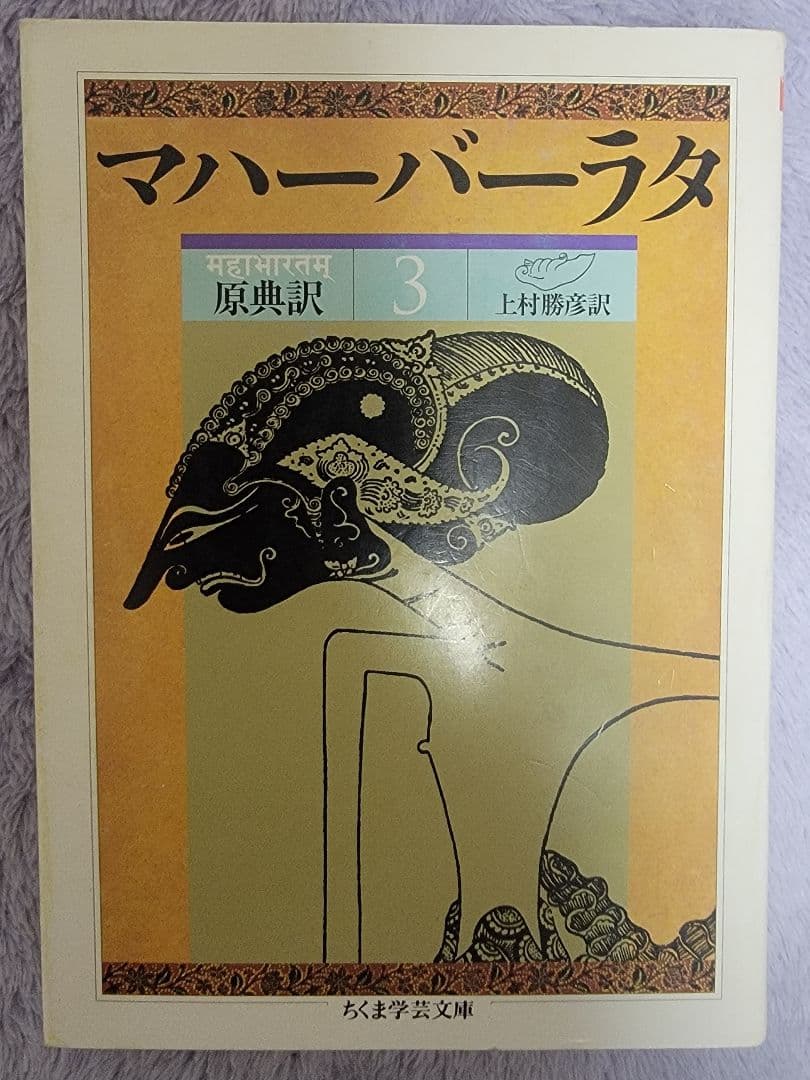 マハーバーラタ
महाभारतम्
原典訳
3
上村勝彦訳
ちくま学芸文庫